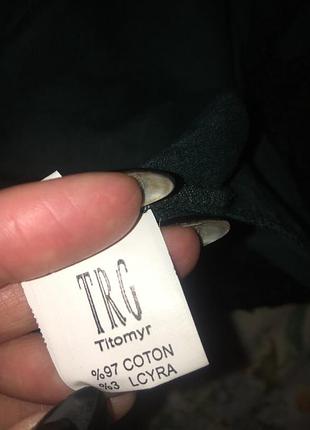 TRG
Titomyr
%97 COTON
%3 LCYRA